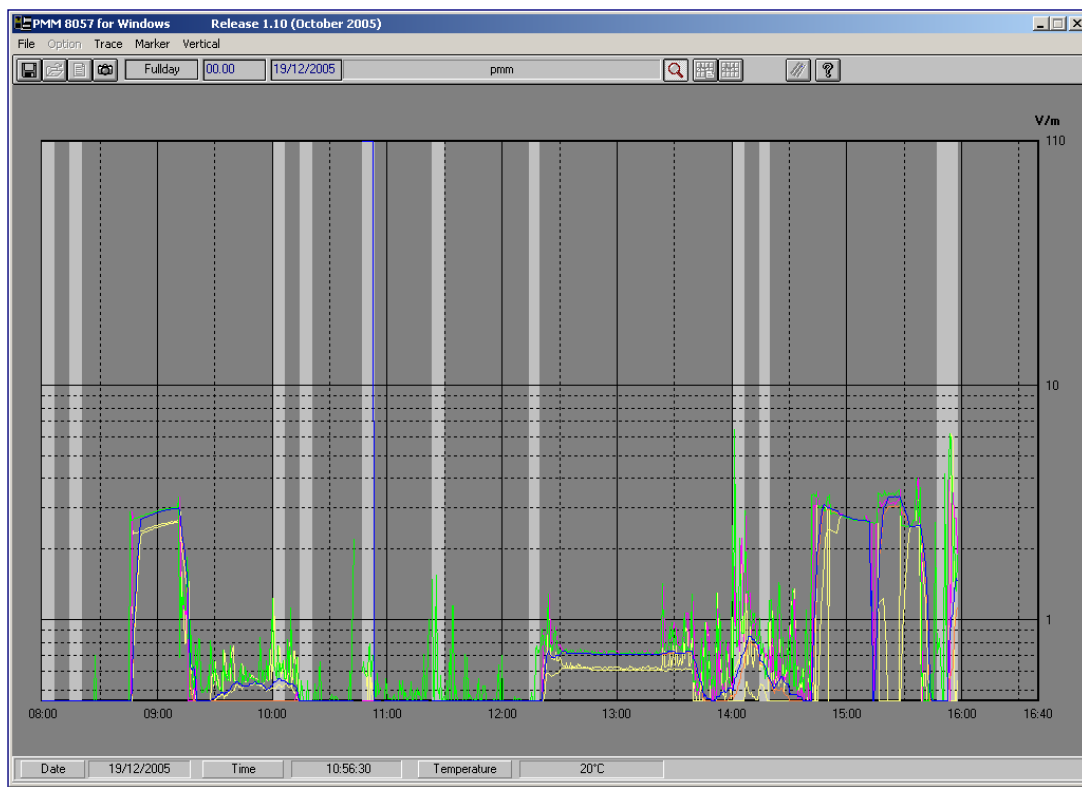 PMM 8057 for Windows Release 1.10 (October 2005)
File Option Trace Marker Vertical
Fullday 00.00 19/12/2005 pmm
V/m
110
10
1
08:00 09:00 10:00 11:00 12:00 13:00 14:00 15:00 16:00 16:40
Date 19/12/2005 Time 10:56:30 Temperature 20°C